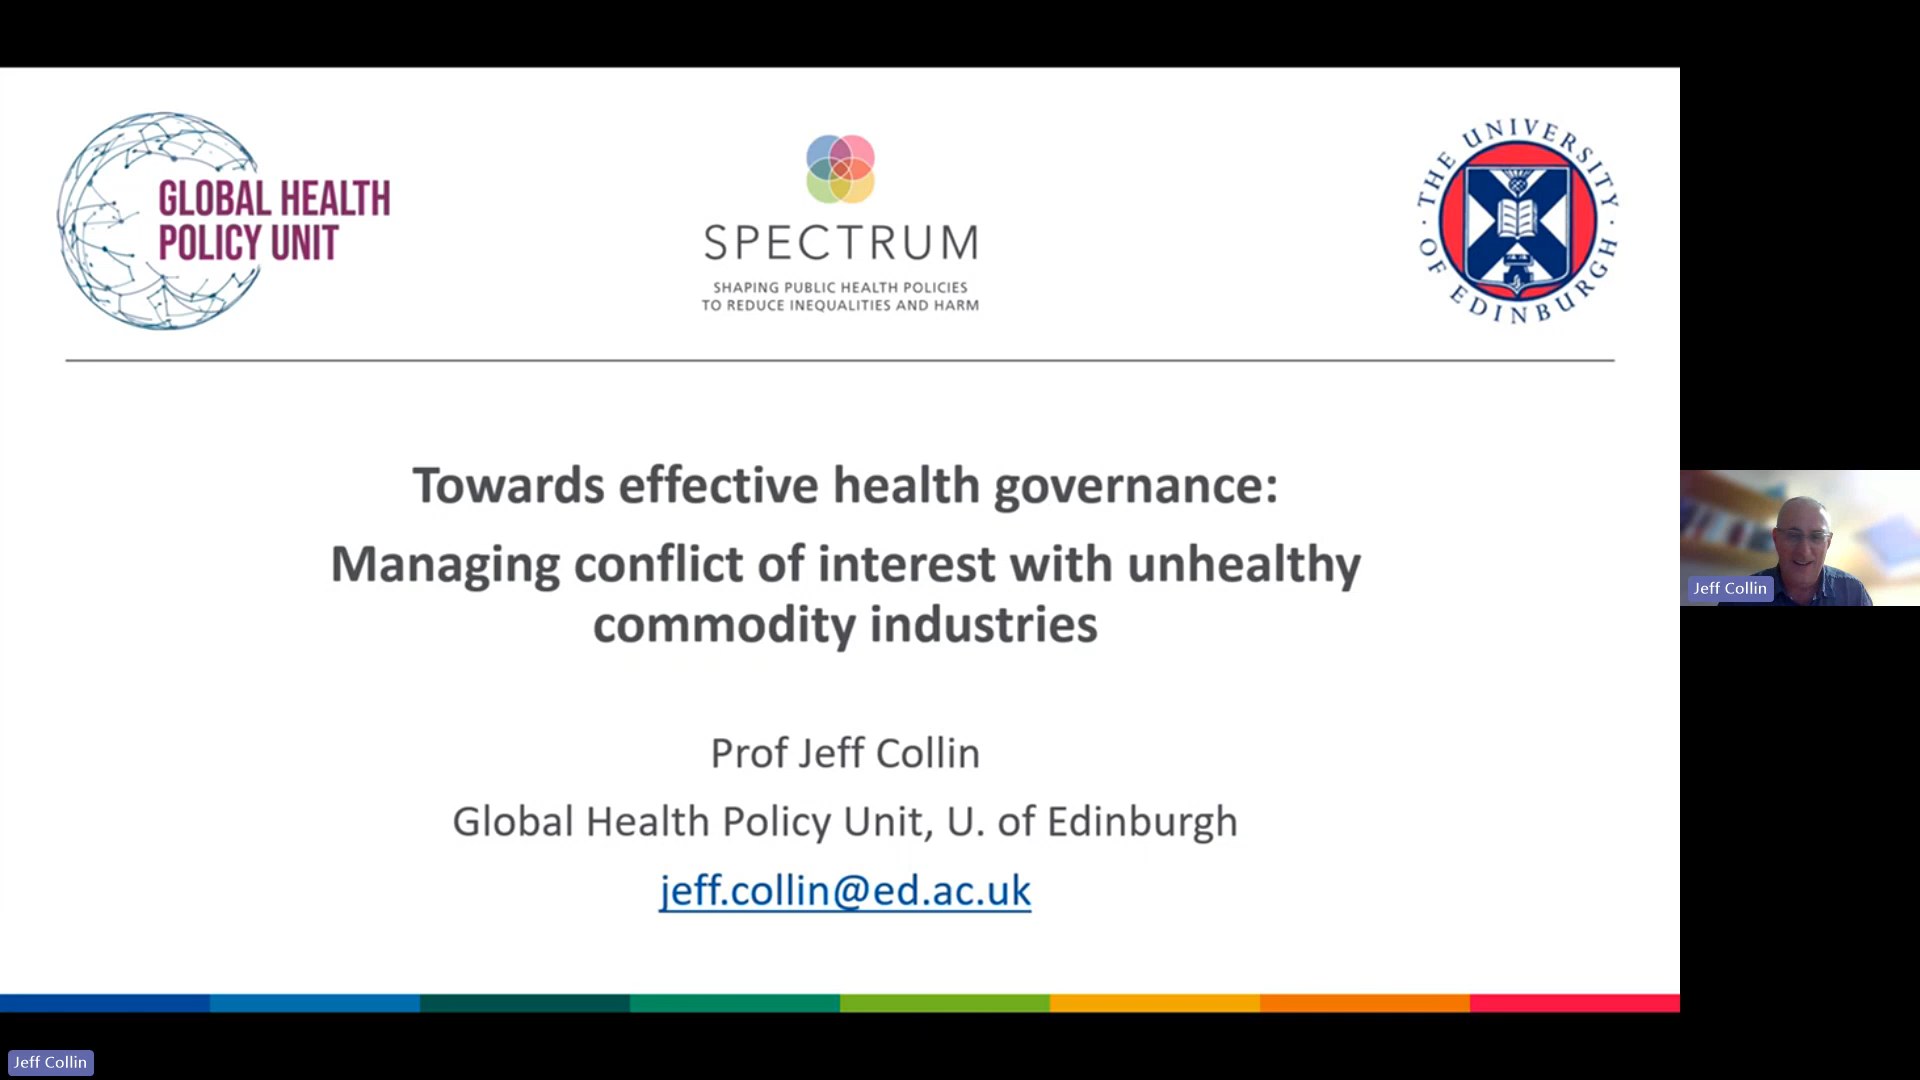 GLOBAL HEALTH
POLICY UNIT
SPECTRUM
SHAPING PUBLIC HEALTH POLICIES
TO REDUCE INEQUALITIES AND HARM
THE UNIVERSITY
OF EDINBURGH
Towards effective health governance:
Managing conflict of interest with unhealthy
commodity industries
Prof Jeff Collin
Global Health Policy Unit, U. of Edinburgh
jeff.collin@ed.ac.uk
Jeff Collin
Jeff Collin